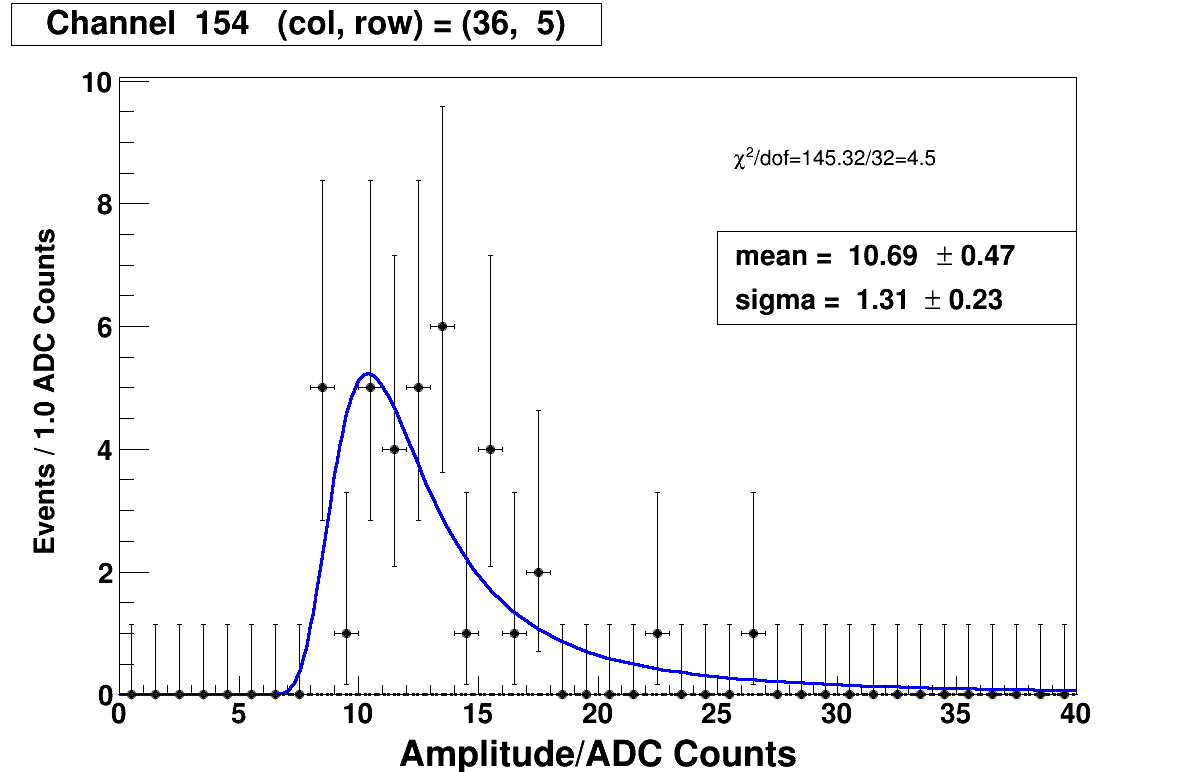 Channel 154 (col, row) = (36, 5)
10
8
6
4
2
0
Events / 1.0 ADC Counts
χ²/dof=145.32/32=4.5
mean = 10.69 ± 0.47
sigma = 1.31 ± 0.23
0 5 10 15 20 25 30 35 40
Amplitude/ADC Counts